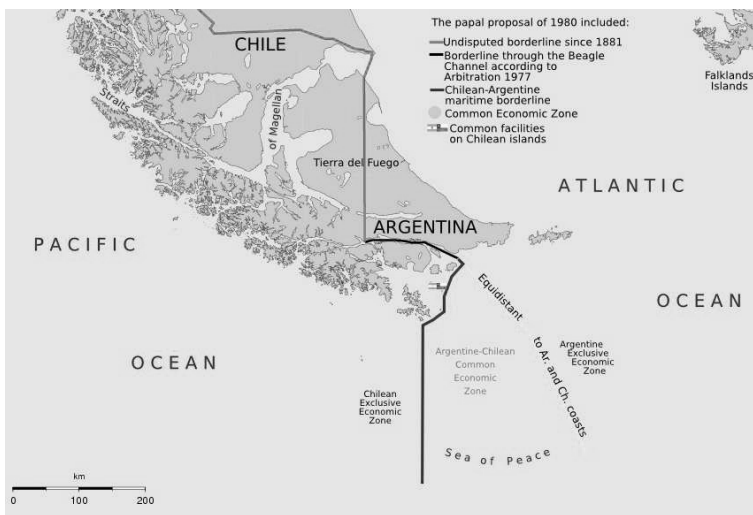 The papal proposal of 1980 included:
Undisputed borderline since 1881
Borderline through the Beagle
Channel according to
Arbitration 1977
Chilean-Argentine
maritime borderline
Common Economic Zone
Common facilities
on Chilean islands
Falklands
Islands
CHILE
Straits
of Magellan
Tierra del Fuego
ATLANTIC
ARGENTINA
PACIFIC
OCEAN
Equidistant
to Ar. and Ch. coasts
Argentine
Exclusive
Economic
Zone
Argentine-Chilean
Common
Economic
Zone
OCEAN
Chilean
Exclusive
Economic
Zone
Sea of Peace
km
0 100 200